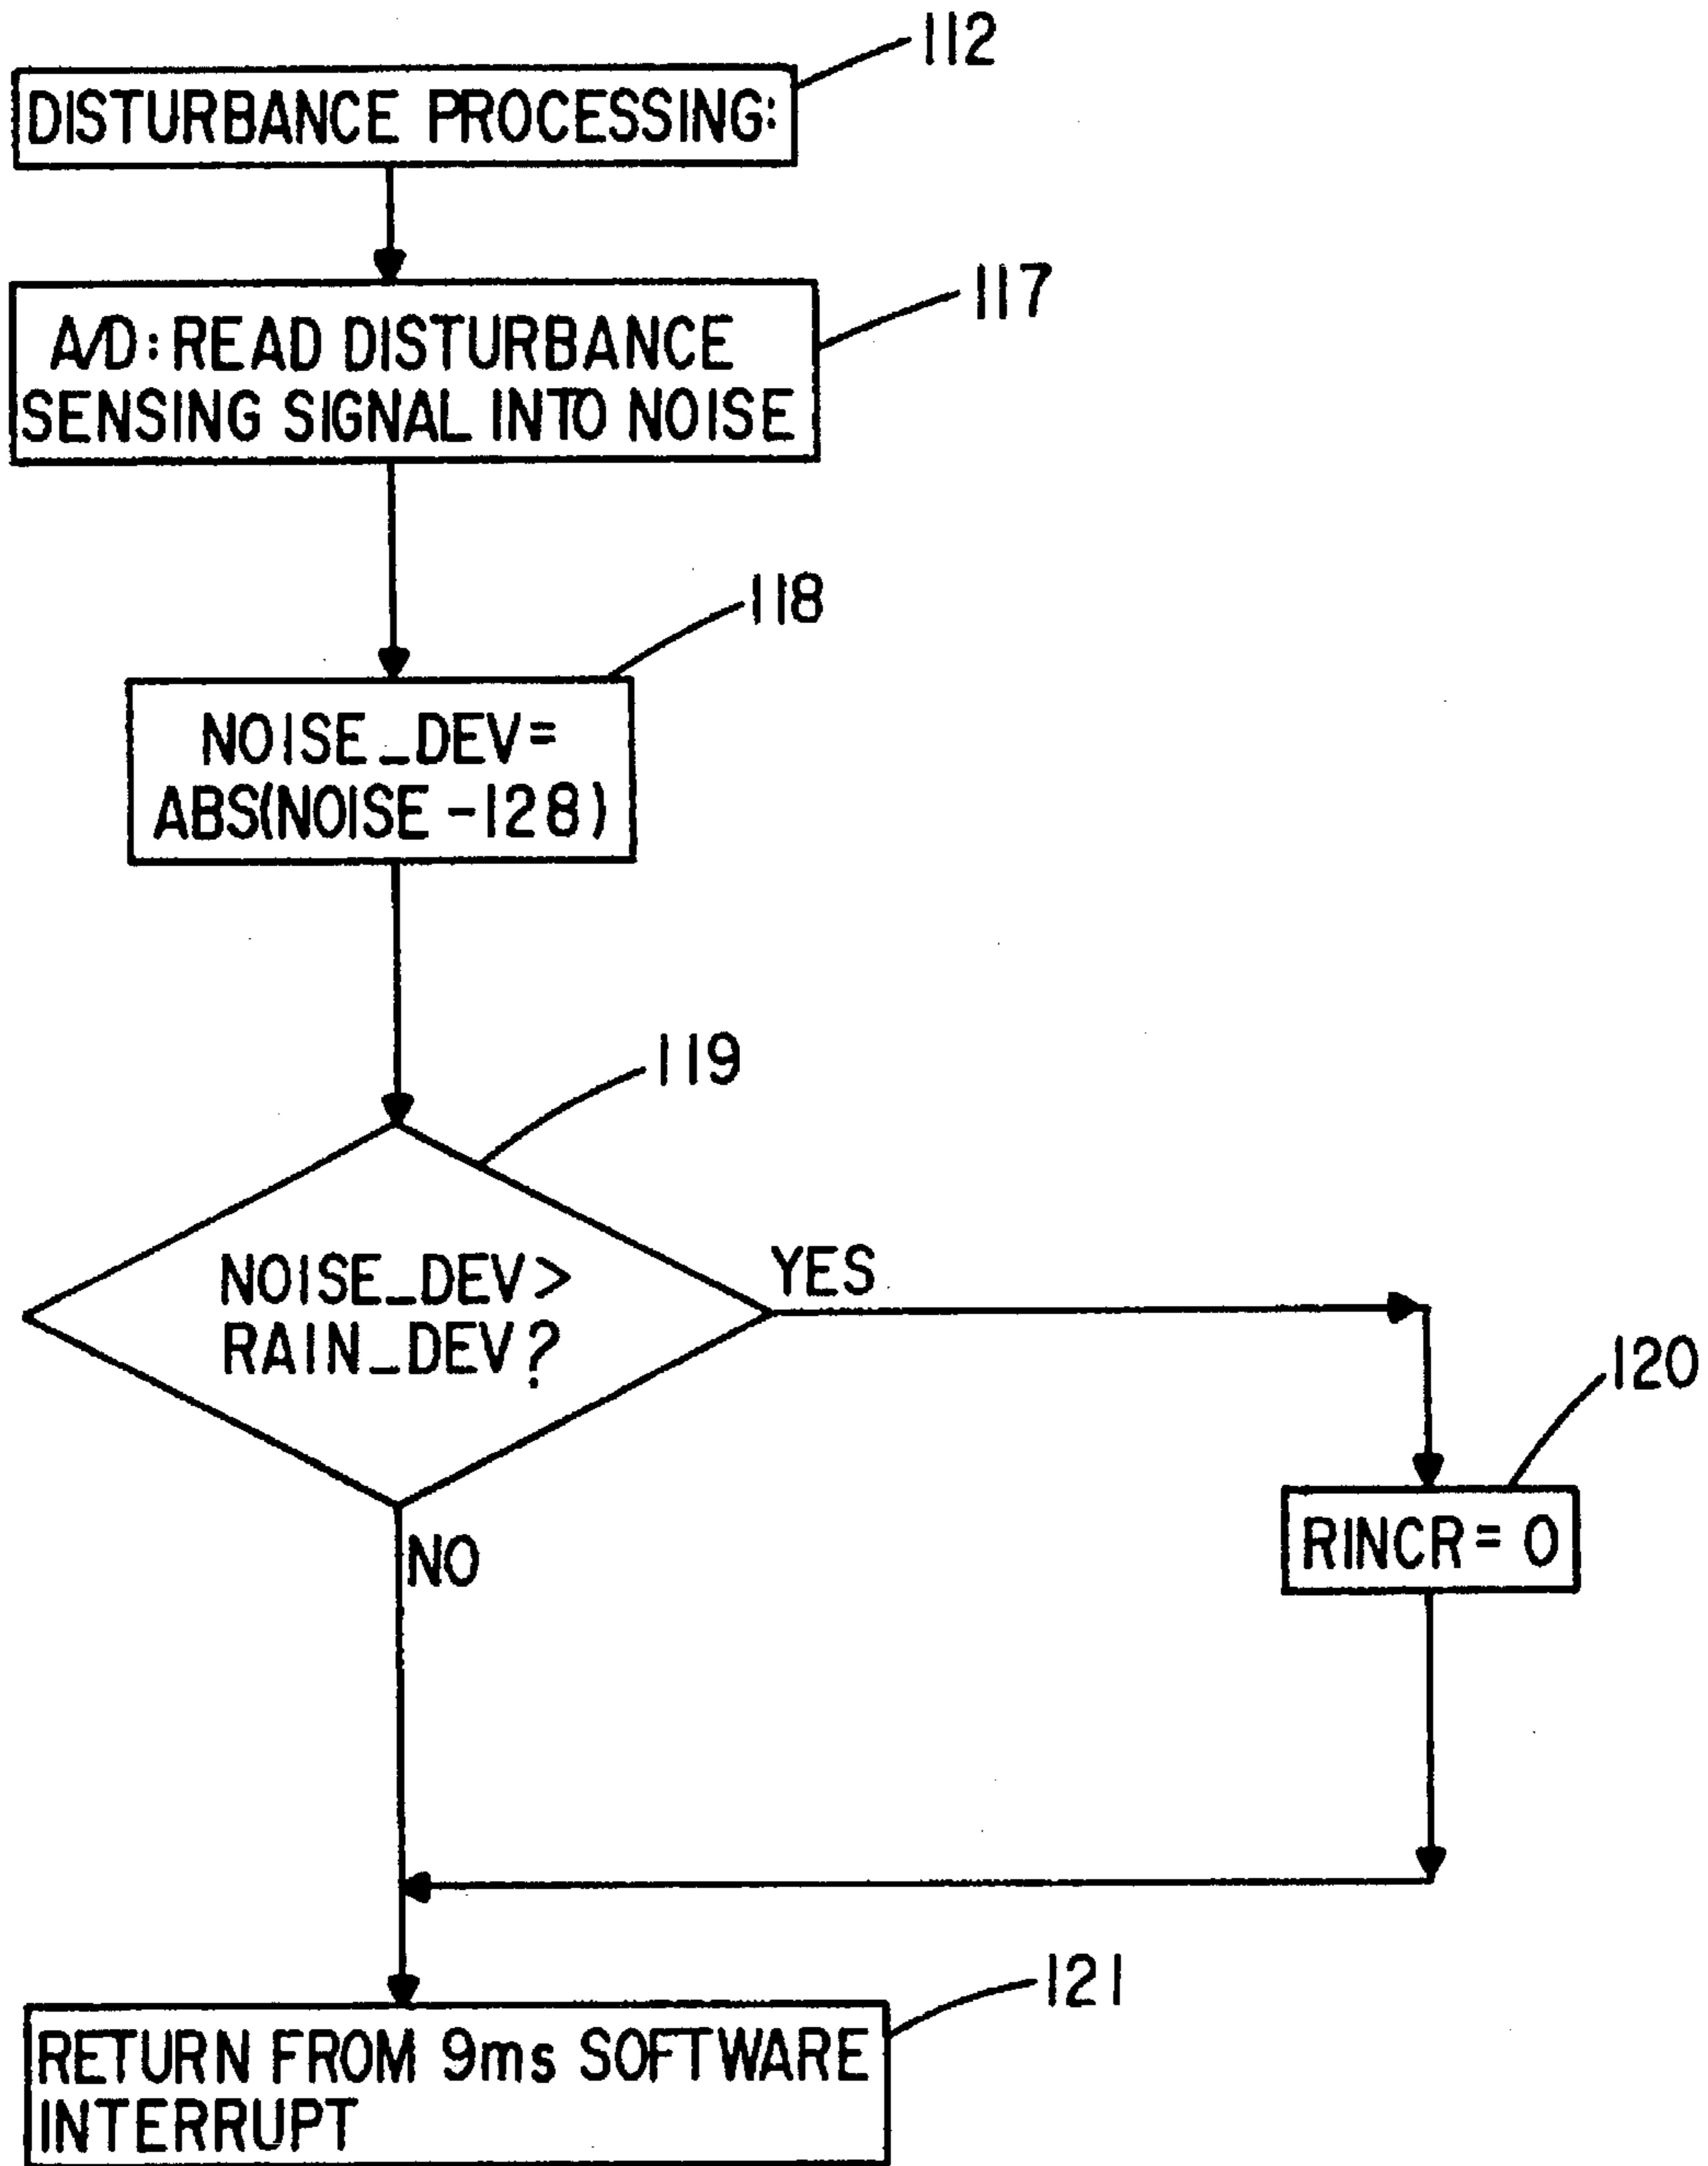 112
DISTURBANCE PROCESSING:
117
A/D: READ DISTURBANCE
SENSING SIGNAL INTO NOISE
118
NOISE_DEV=
ABS(NOISE-128)
119
NOISE_DEV>
RAIN_DEV?
YES
120
RINCR=0
NO
121
RETURN FROM 9ms SOFTWARE
INTERRUPT